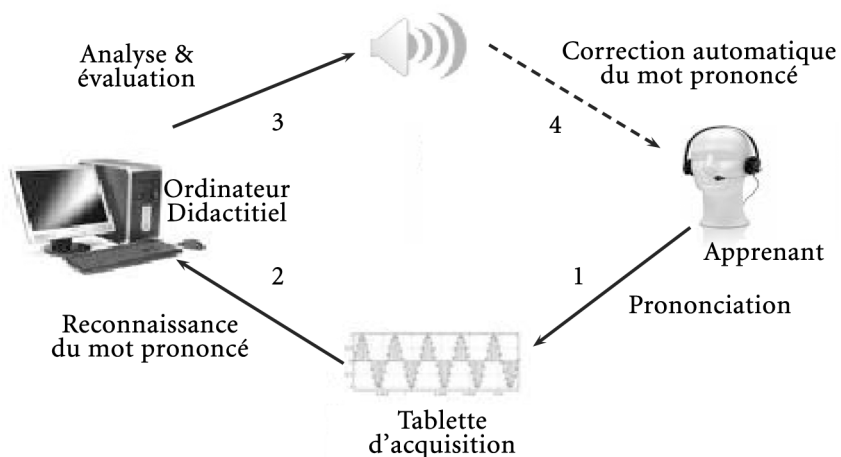 Analyse &
évaluation
Correction automatique
du mot prononcé
3
4
Ordinateur
Didactitiel
Apprenant
2
1
Prononciation
Reconnaissance
du mot prononcé
Tablette
d'acquisition